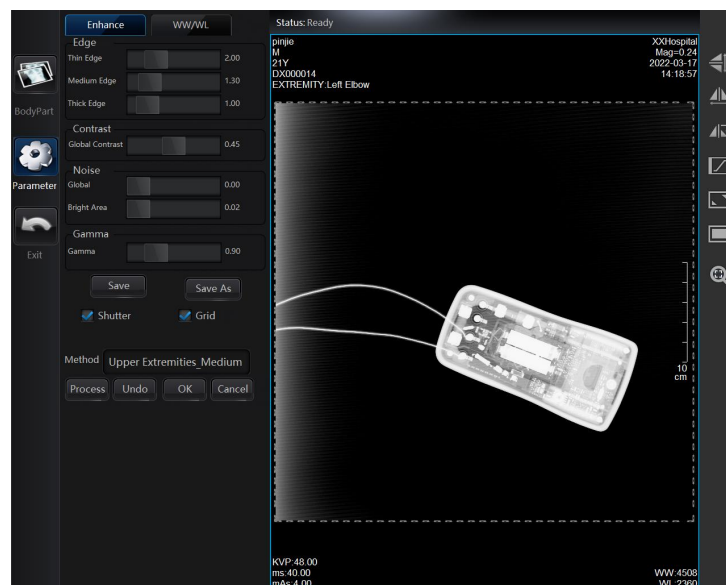 Enhance
WW/WL
Status: Ready
Edge
Thin Edge 2.00
Medium Edge 1.30
Thick Edge 1.00
Contrast
Global Contrast 0.45
Noise
Global 0.00
Bright Area 0.02
Gamma
Gamma 0.90
Save
Save As
Shutter
Grid
Method Upper Extremities_Medium
Process
Undo
OK
Cancel
BodyPart
Parameter
Exit
pinjie
M
21Y
DX000014
EXTREMITY:Left Elbow
XXHospital
Mag=0.24
2022-03-17
14:18:57
10
cm
KVP:48.00
ms:40.00
mAs:4.00
WW:4508
WL:2360